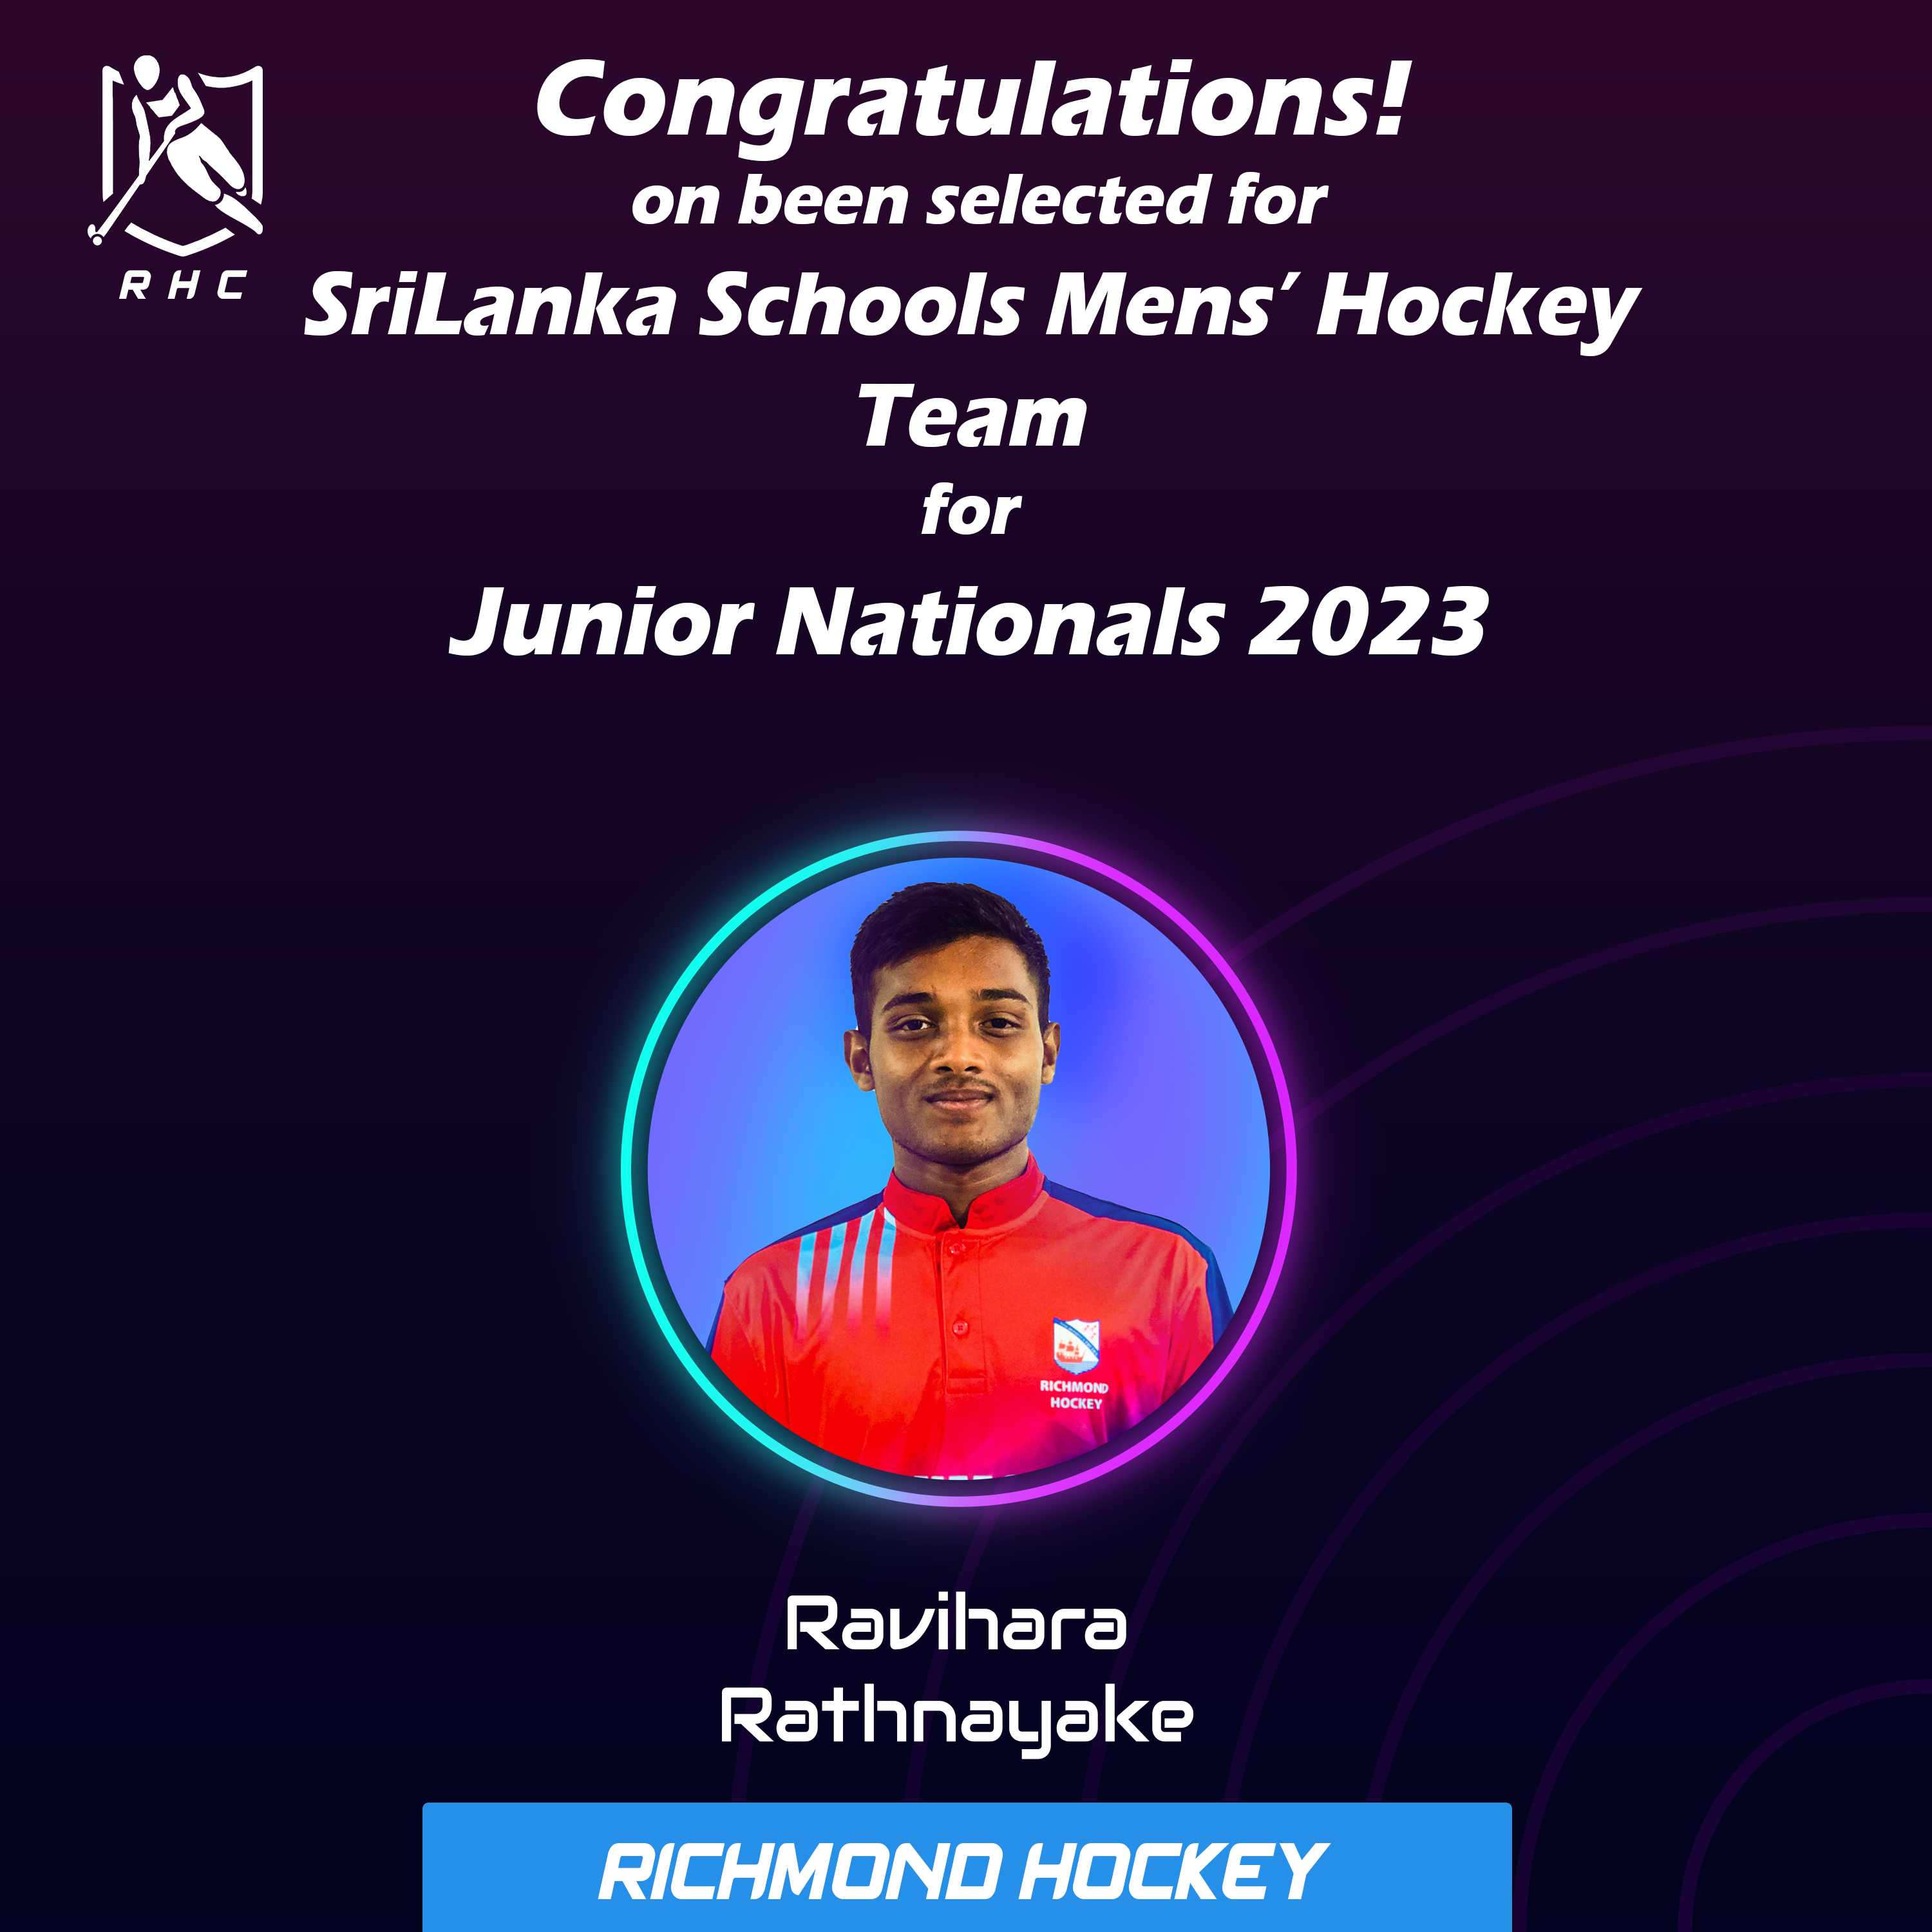 RHC
Congratulations!
on been selected for
SriLanka Schools Mens’ Hockey
Team
for
Junior Nationals 2023
RICHMOND
HOCKEY
Ravihara
Rathnayake
RICHMOND HOCKEY